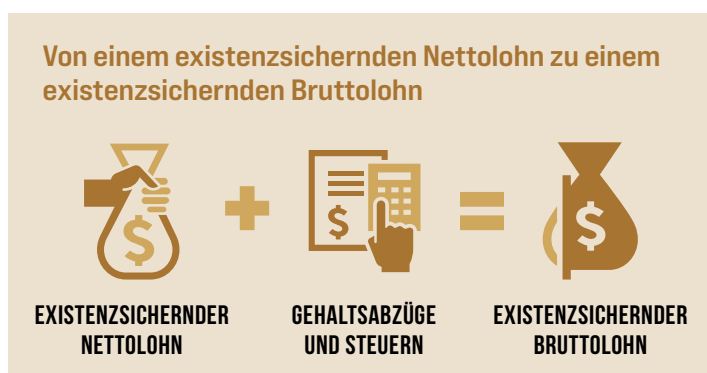 Von einem existenzsichernden Nettolohn zu einem
existenzsichernden Bruttolohn
$ + $ = $
EXISTENZSICHERNDER GEHALTSABZÜGE EXISTENZSICHERNDER
NETTOLOHN UND STEUERN BRUTTOLOHN